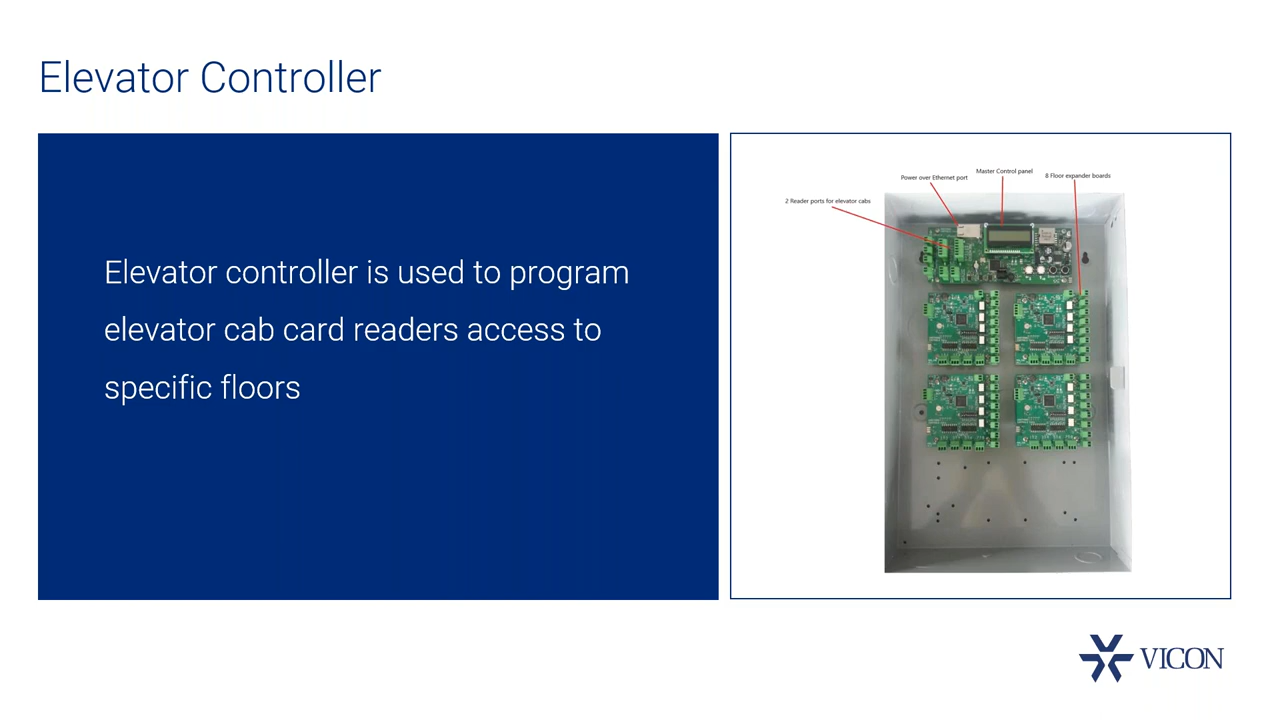 Elevator Controller
Elevator controller is used to program
elevator cab card readers access to
specific floors
Power over Ethernet port
Master Control panel
8 Floor expander boards
2 Reader ports for elevator cabs
VICON